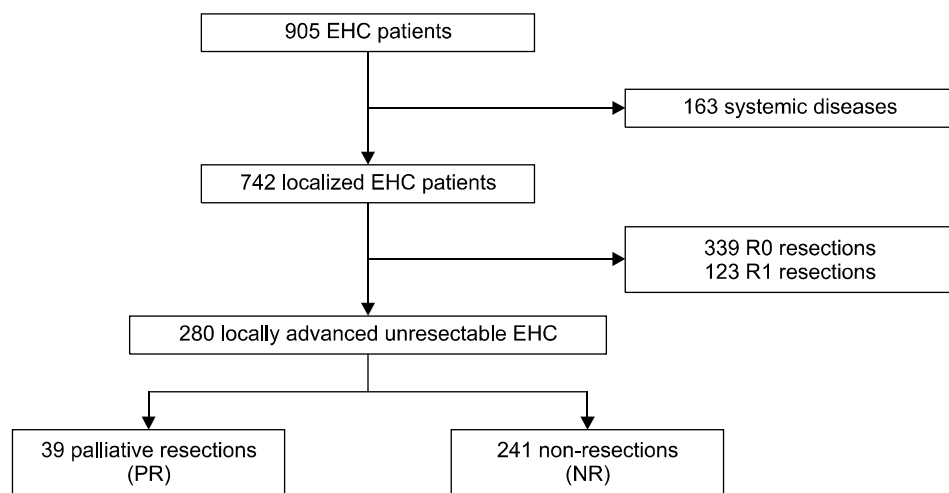 905 EHC patients
163 systemic diseases
742 localized EHC patients
339 R0 resections
123 R1 resections
280 locally advanced unresectable EHC
39 palliative resections
(PR)
241 non-resections
(NR)